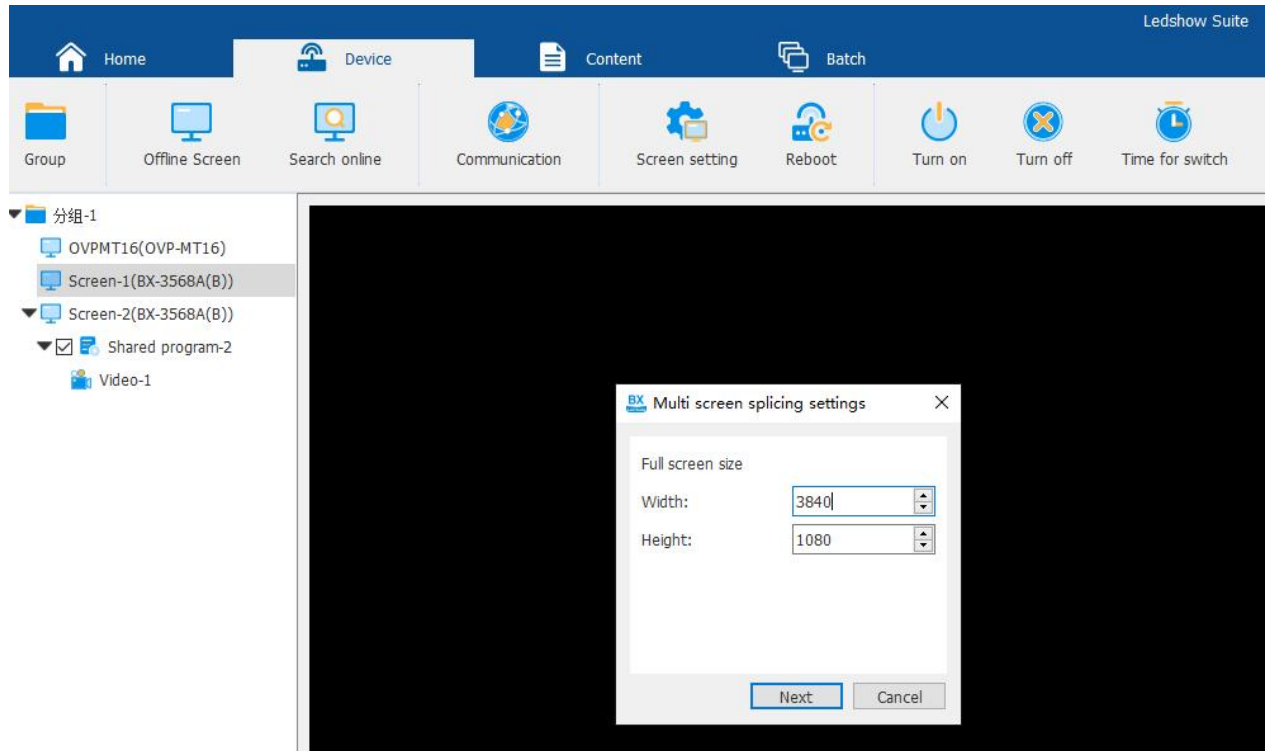 Ledshow Suite
Home Device Content Batch
Group Offline Screen Search online Communication Screen setting Reboot Turn on Turn off Time for switch
分组-1
OVPMT16(OVP-MT16)
Screen-1(BX-3568A(B))
Screen-2(BX-3568A(B))
Shared program-2
Video-1
BX Multi screen splicing settings
Full screen size
Width: 3840
Height: 1080
Next Cancel